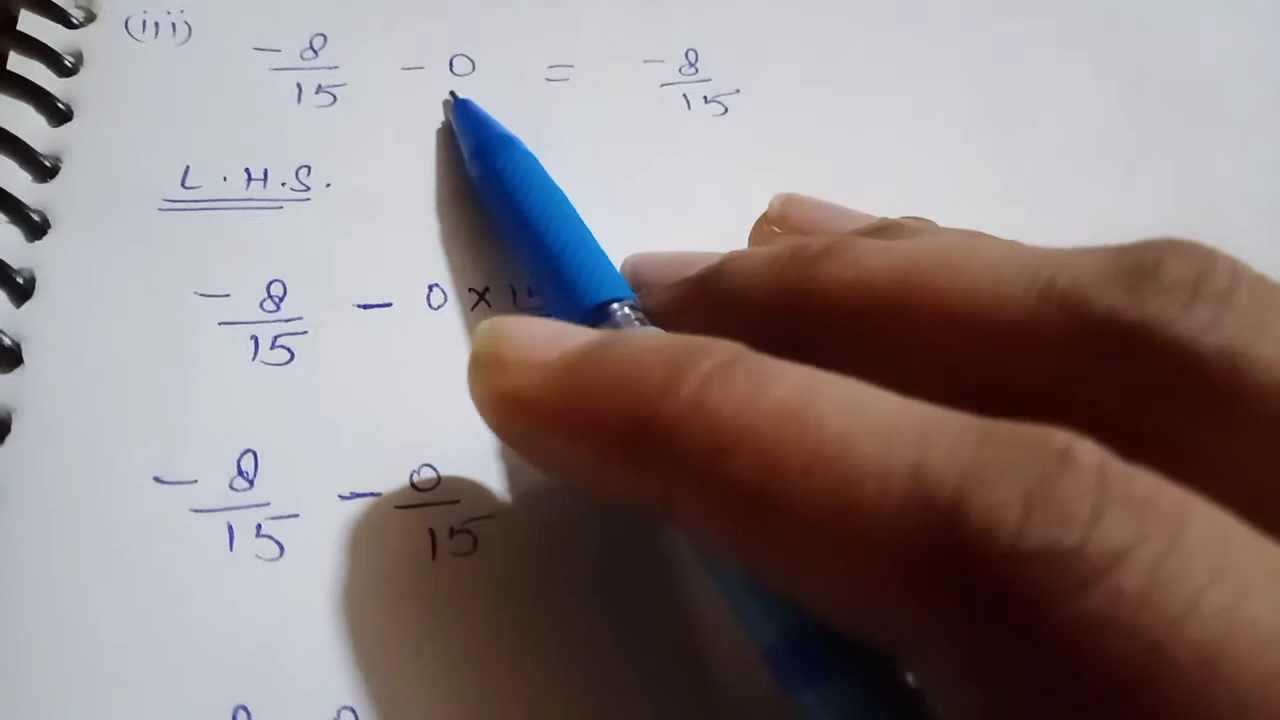 (iii) -8/15 - 0 = -8/15
L.H.S.
-8/15 - 0 ×
-8/15 - 0/15